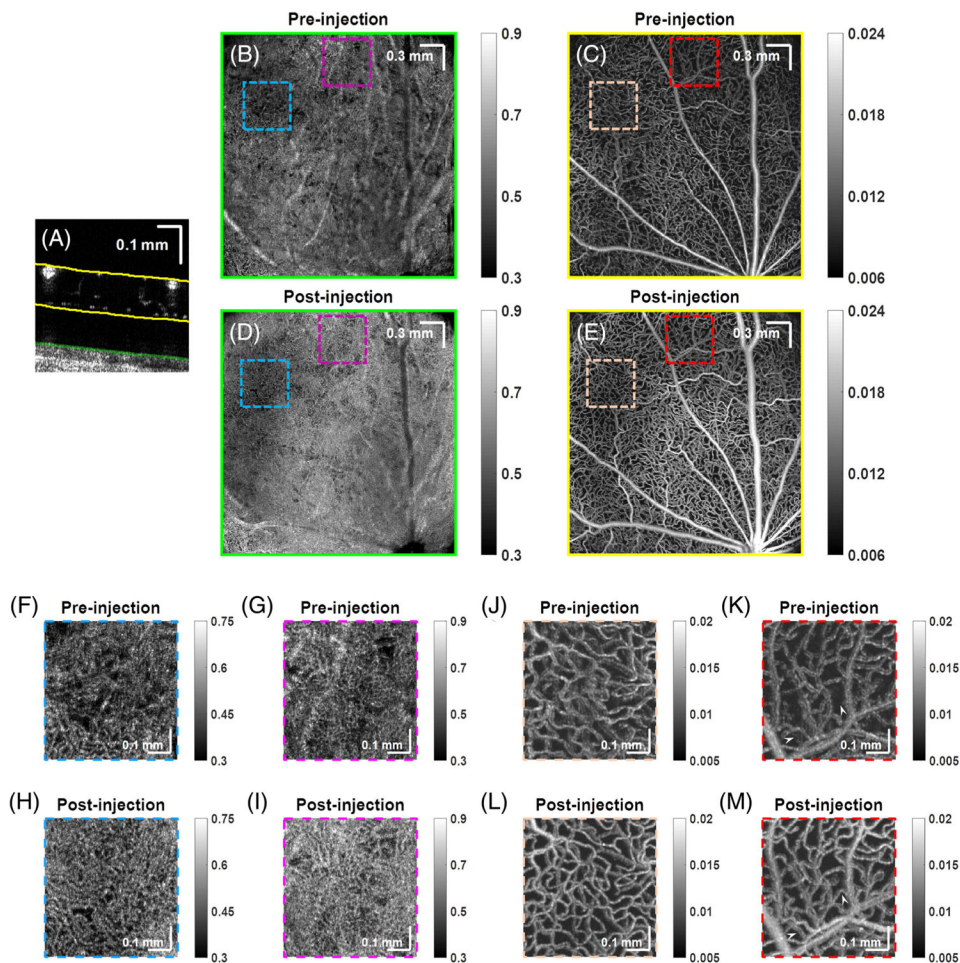 Pre-injection
Pre-injection
(B)
0.3 mm
0.9
0.7
0.5
0.3
(C)
0.3 mm
0.024
0.018
0.012
0.006
(A)
0.1 mm
Post-injection
Post-injection
(D)
0.3 mm
0.9
0.7
0.5
0.3
(E)
0.3 mm
0.024
0.018
0.012
0.006
(F)
Pre-injection
0.1 mm
0.75
0.6
0.45
0.3
(G)
Pre-injection
0.1 mm
0.9
0.7
0.5
0.3
(J)
Pre-injection
0.1 mm
0.02
0.015
0.01
0.005
(K)
Pre-injection
0.1 mm
0.02
0.015
0.01
0.005
(H)
Post-injection
0.1 mm
0.75
0.6
0.45
0.3
(I)
Post-injection
0.1 mm
0.9
0.7
0.5
0.3
(L)
Post-injection
0.1 mm
0.02
0.015
0.01
0.005
(M)
Post-injection
0.1 mm
0.02
0.015
0.01
0.005